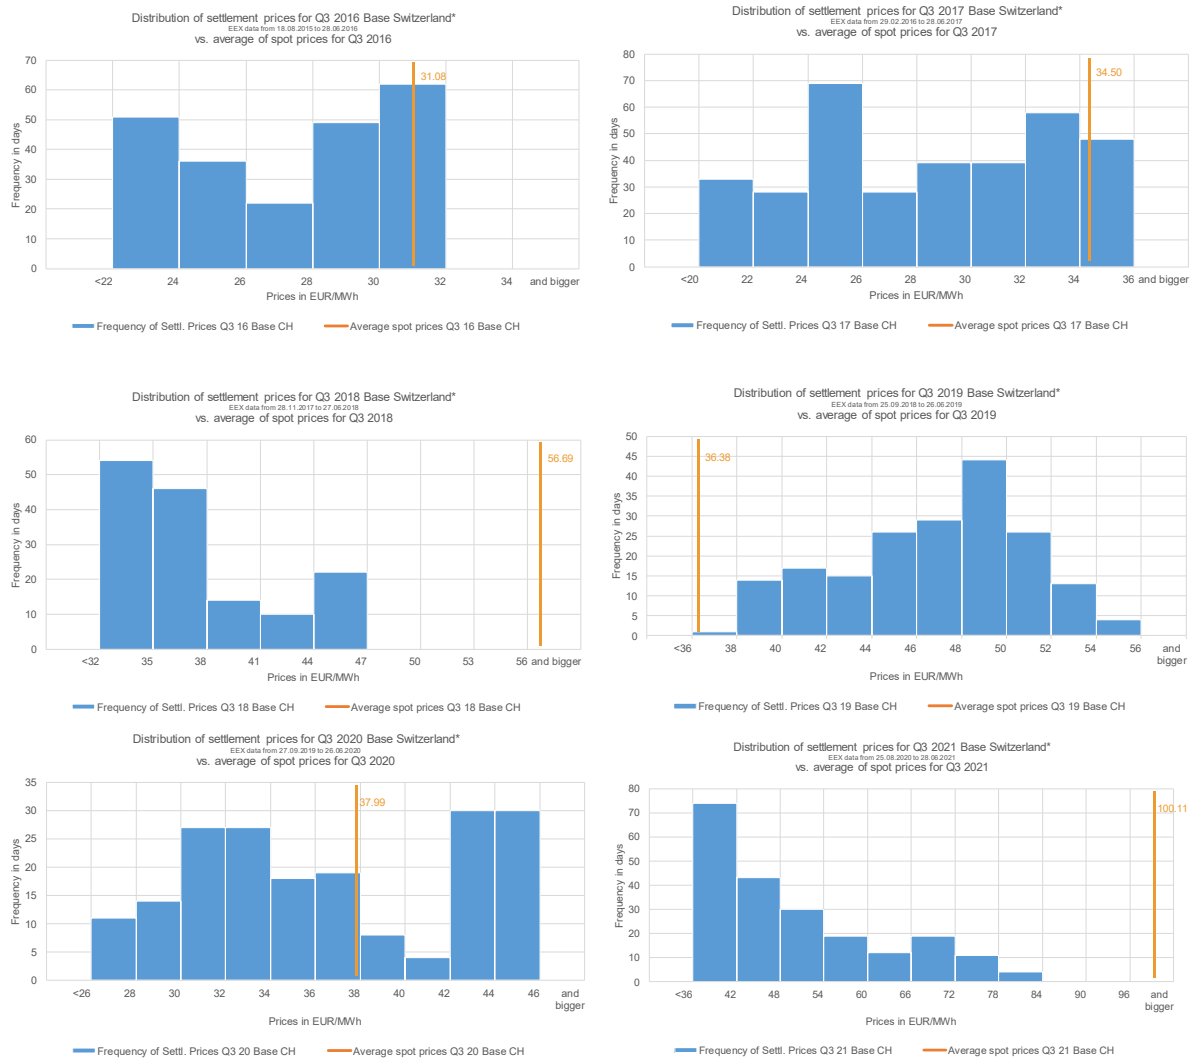 Distribution of settlement prices for Q3 2016 Base Switzerland*
EEX data from 18.08.2015 to 28.06.2016
vs. average of spot prices for Q3 2016
31.08
70
60
50
40
30
20
10
0
Frequency in days
<22 24 26 28 30 32 34 and bigger
Prices in EUR/MWh
Frequency of Settl. Prices Q3 16 Base CH Average spot prices Q3 16 Base CH
Distribution of settlement prices for Q3 2017 Base Switzerland*
EEX data from 29.02.2016 to 28.06.2017
vs. average of spot prices for Q3 2017
34.50
80
70
60
50
40
30
20
10
0
Frequency in days
<20 22 24 26 28 30 32 34 36 and bigger
Prices in EUR/MWh
Frequency of Settl. Prices Q3 17 Base CH Average spot prices Q3 17 Base CH
Distribution of settlement prices for Q3 2018 Base Switzerland*
EEX data from 28.11.2017 to 27.06.2018
vs. average of spot prices for Q3 2018
56.69
60
50
40
30
20
10
0
Frequency in days
<32 35 38 41 44 47 50 53 56 and bigger
Prices in EUR/MWh
Frequency of Settl. Prices Q3 18 Base CH Average spot prices Q3 18 Base CH
Distribution of settlement prices for Q3 2019 Base Switzerland*
EEX data from 25.09.2018 to 26.06.2019
vs. average of spot prices for Q3 2019
36.38
50
45
40
35
30
25
20
15
10
5
0
Frequency in days
<36 38 40 42 44 46 48 50 52 54 56 and
bigger
Prices in EUR/MWh
Frequency of Settl. Prices Q3 19 Base CH Average spot prices Q3 19 Base CH
Distribution of settlement prices for Q3 2020 Base Switzerland*
EEX data from 27.09.2019 to 26.06.2020
vs. average of spot prices for Q3 2020
37.99
35
30
25
20
15
10
5
0
Frequency in days
<26 28 30 32 34 36 38 40 42 44 46 and
bigger
Prices in EUR/MWh
Frequency of Settl. Prices Q3 20 Base CH Average spot prices Q3 20 Base CH
Distribution of settlement prices for Q3 2021 Base Switzerland*
EEX data from 25.08.2020 to 28.06.2021
vs. average of spot prices for Q3 2021
100.11
80
70
60
50
40
30
20
10
0
Frequency in days
<36 42 48 54 60 66 72 78 84 90 96 and
bigger
Prices in EUR/MWh
Frequency of Settl. Prices Q3 21 Base CH Average spot prices Q3 21 Base CH